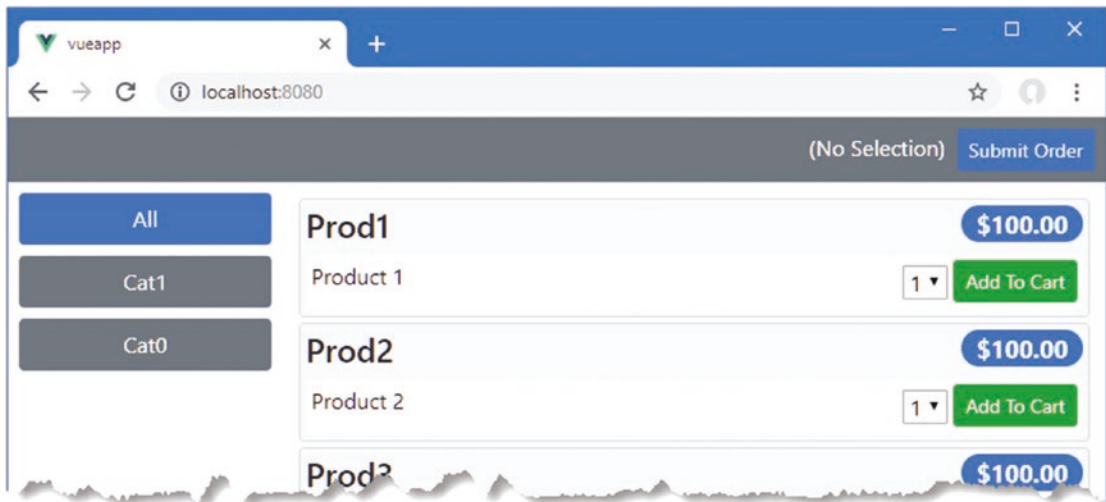 vueapp
localhost:8080
(No Selection) Submit Order
All
Cat1
Cat0
Prod1 $100.00
Product 1 1 Add To Cart
Prod2 $100.00
Product 2 1 Add To Cart
Prod3 $100.00